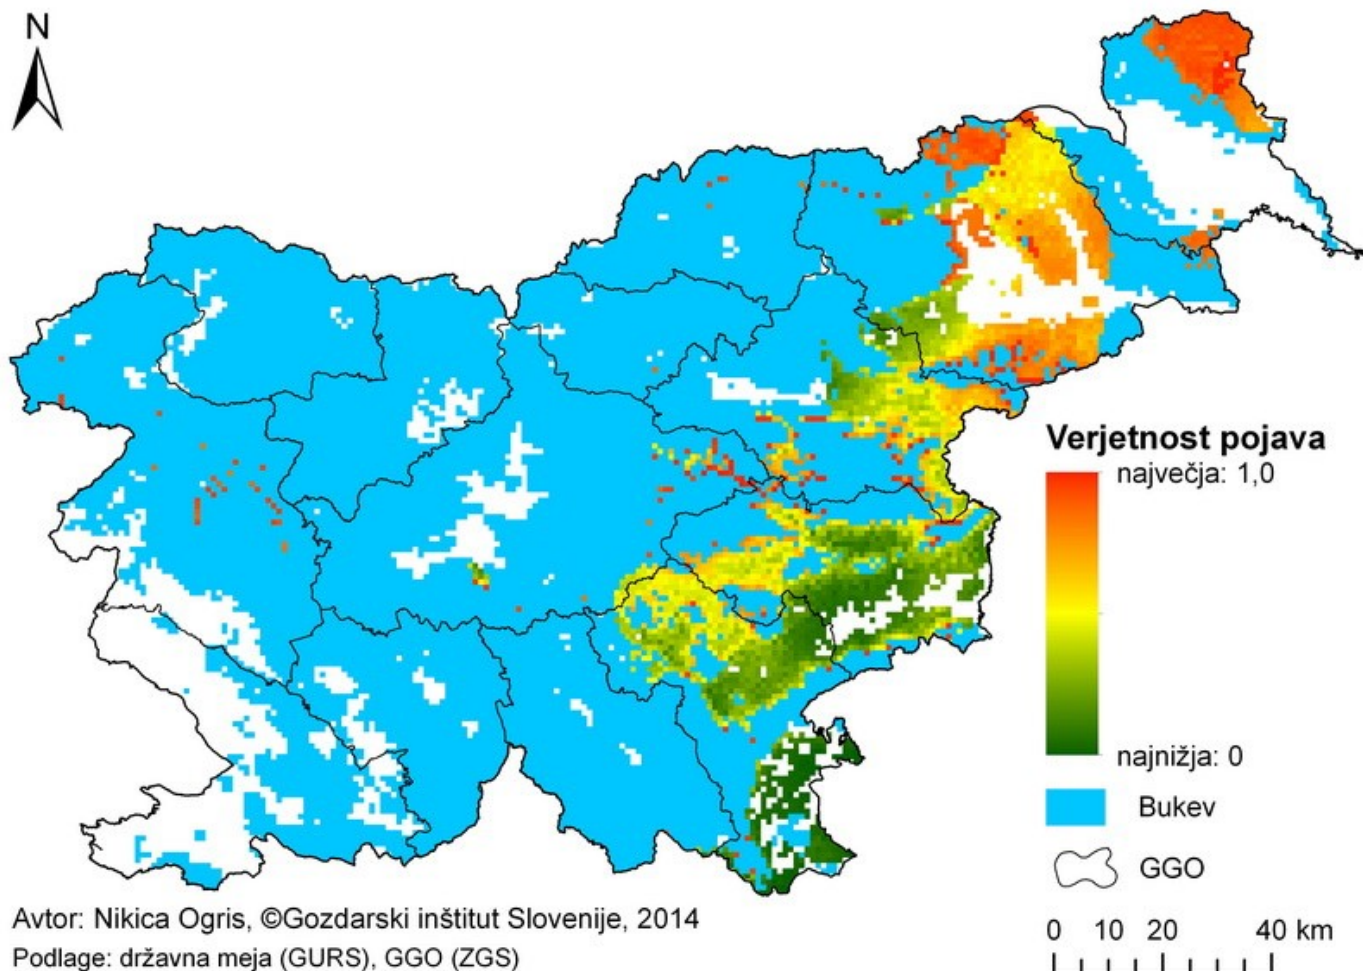 N
Verjetnost pojava
največja: 1,0
najnižja: 0
Bukev
GGO
0 10 20 40 km
Avtor: Nikica Ogris, ©Gozdarski inštitut Slovenije, 2014
Podlage: državna meja (GURS), GGO (ZGS)